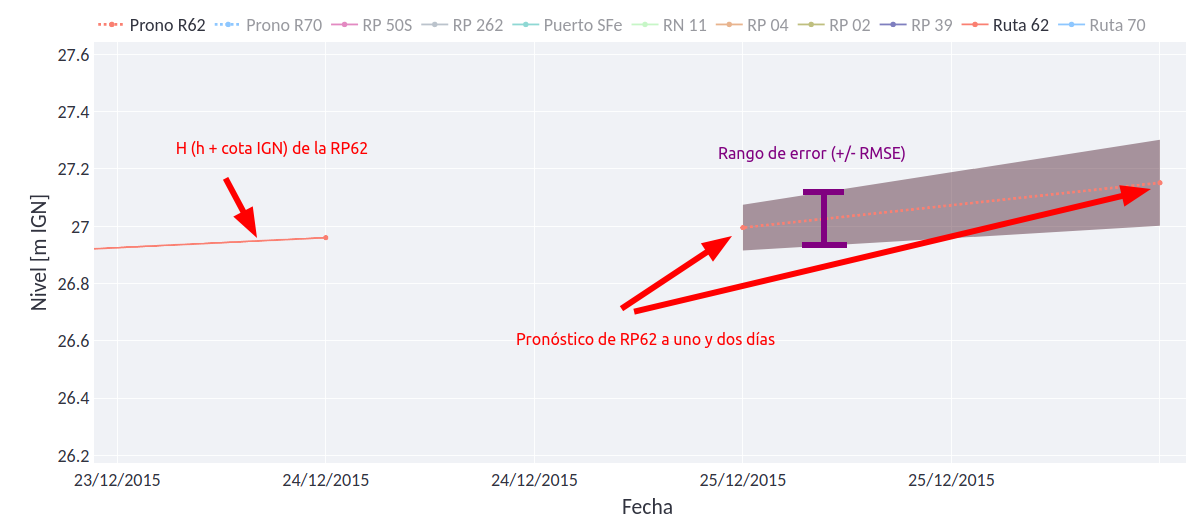 Prono R62 Prono R70 RP 50S RP 262 Puerto SFe RN 11 RP 04 RP 02 RP 39 Ruta 62 Ruta 70
27.6
27.4
27.2
27
26.8
26.6
26.4
26.2
Nivel [m IGN]
H (h + cota IGN) de la RP62
Rango de error (+/- RMSE)
Pronóstico de RP62 a uno y dos días
23/12/2015 24/12/2015 24/12/2015 25/12/2015 25/12/2015
Fecha